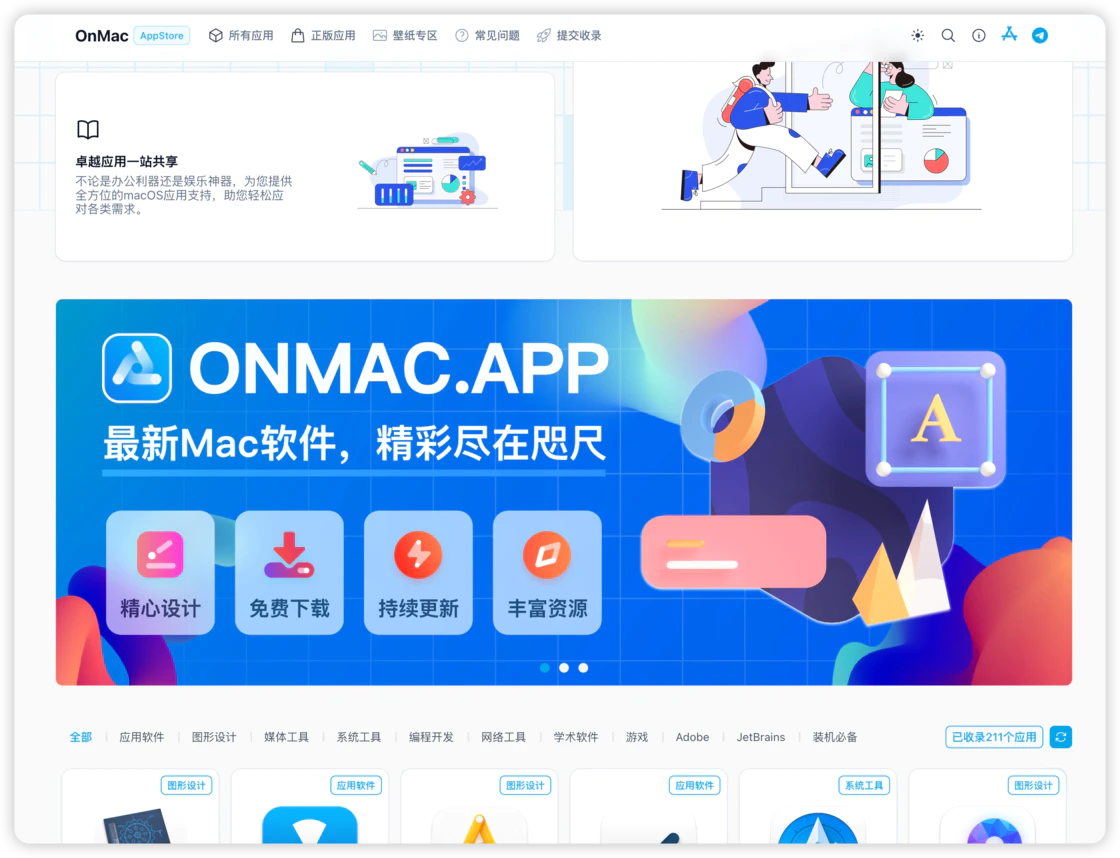 OnMac AppStore 所有应用 正版应用 壁纸专区 常见问题 提交收录
卓越应用一站共享
不论是办公利器还是娱乐神器，为您提供
全方位的macOS应用支持，助您轻松应
对各类需求。
ONMAC.APP
最新Mac软件，精彩尽在咫尺
精心设计 免费下载 持续更新 丰富资源
A
全部 应用软件 图形设计 媒体工具 系统工具 编程开发 网络工具 学术软件 游戏 Adobe JetBrains 装机必备 已收录211个应用
图形设计 应用软件 图形设计 应用软件 系统工具 图形设计